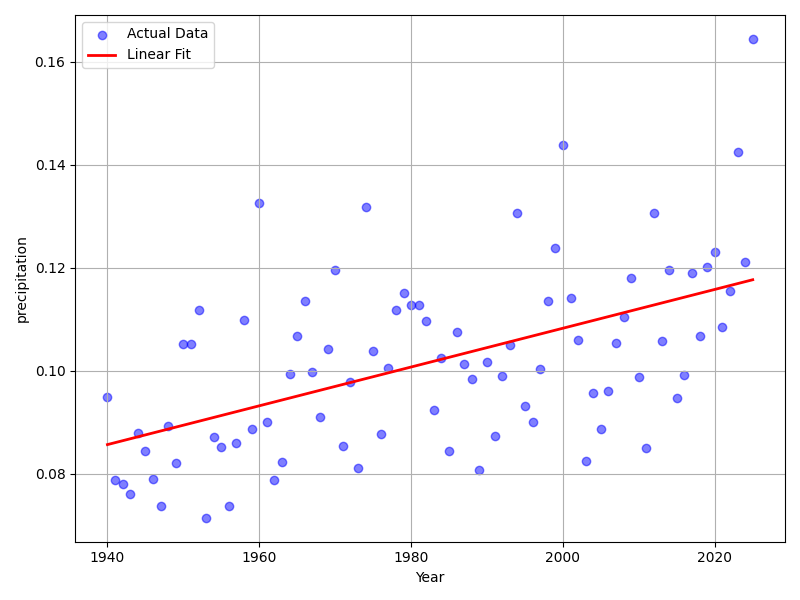 Actual Data
Linear Fit
0.16
0.14
0.12
0.10
0.08
precipitation
1940
1960
1980
2000
2020
Year